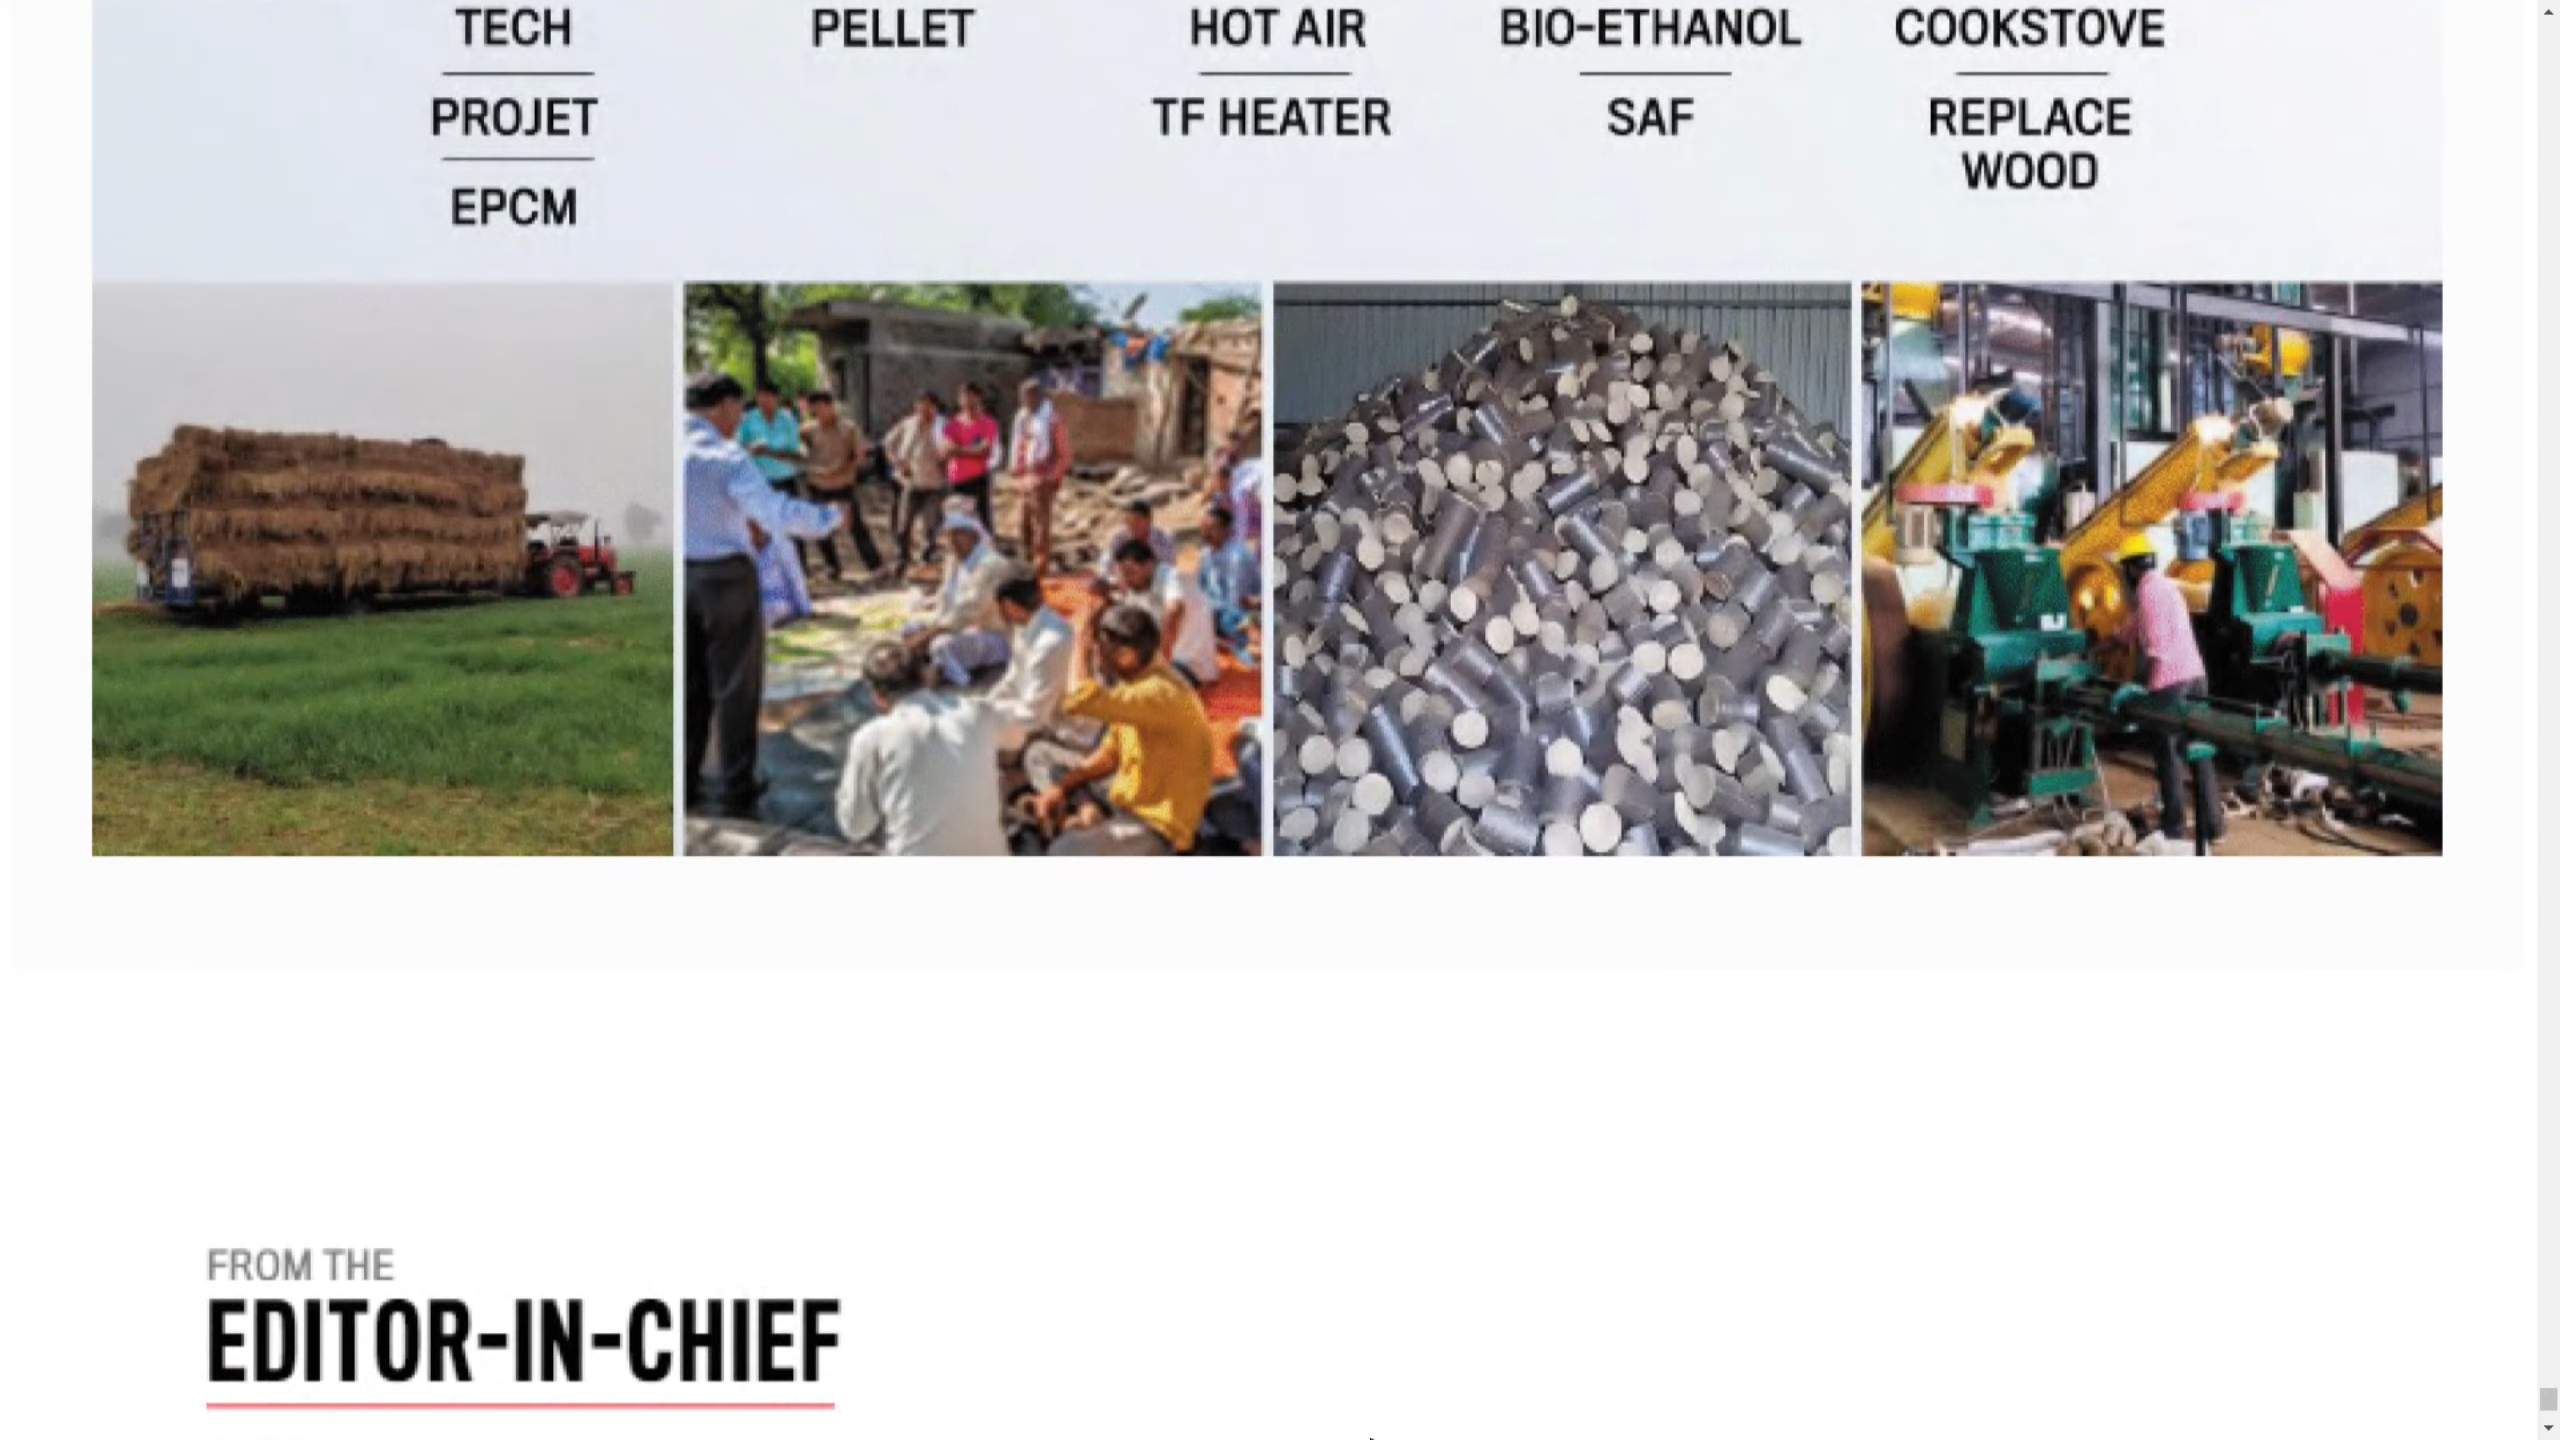 TECH
PROJET
EPCM
PELLET
HOT AIR
TF HEATER
BIO-ETHANOL
SAF
COOKSTOVE
REPLACE
WOOD
FROM THE
EDITOR-IN-CHIEF